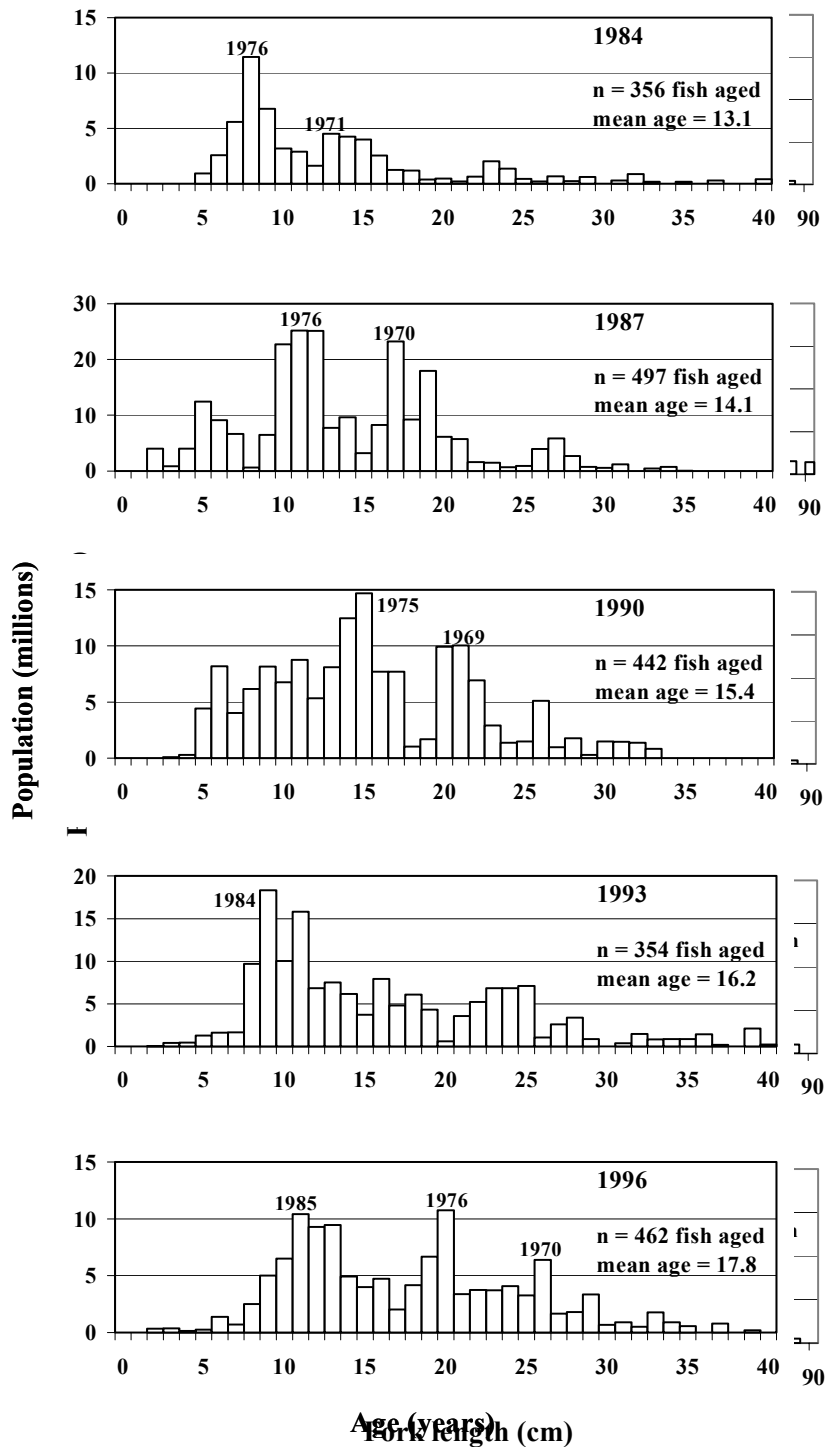 15
1976
1984
10
n = 356 fish aged
mean age = 13.1
1971
5
0
0 5 10 15 20 25 30 35 40 90
30
1976
1970
1987
20
n = 497 fish aged
mean age = 14.1
10
0
0 5 10 15 20 25 30 35 40 90
Population (millions)
15
1975
1990
10
1969
n = 442 fish aged
mean age = 15.4
5
0
0 5 10 15 20 25 30 35 40 90
20
1984
1993
15
n = 354 fish aged
mean age = 16.2
10
5
0
0 5 10 15 20 25 30 35 40 90
15
1985
1976
1996
10
1970
n = 462 fish aged
mean age = 17.8
5
0
0 5 10 15 20 25 30 35 40 90
Age (years)
Fork length (cm)